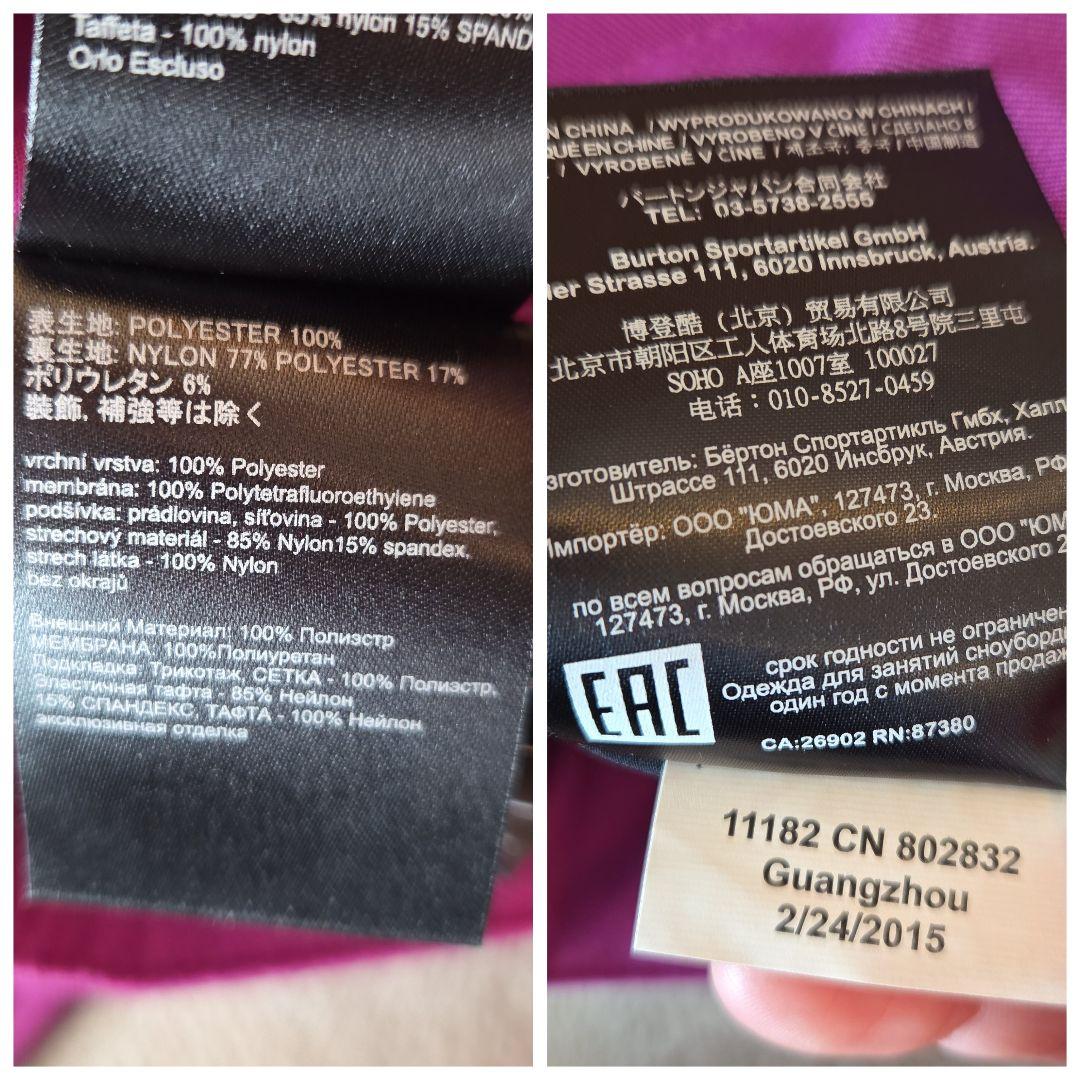 nylon 15% SPAND
Taffeta - 100% nylon
Orlo Escluso
表生地: POLYESTER 100%
裏生地: NYLON 77% POLYESTER 17%
ポリウレタン 6%
装飾, 補強等は除く
vrchní vrstva: 100% Polyester
membrána: 100% Polytetrafluoroethylene
podšívka: prádlovina, síťovina - 100% Polyester,
strechový materiál - 85% Nylon15% spandex,
strech látka - 100% Nylon
bez okrajů
Внешний Материал: 100% Полиэстр
МЕМБРАНА: 100%Полиуретан
Подкладка: Трикотаж, СЕТКА - 100% Полиэстр,
Элестичная тафта - 85% Нейлон
15% СПАНДЕКС, ТАФТА - 100% Нейлон
эксклюзивная отделка
N CHINA / WYPRODUKOWANO W CHINACH /
QUÉ EN CHINE / VYROBENO V ČÍNĚ / СДЕЛАНО В
/ VYROBENÉ V ČÍNE / 제조국: 중국 / 中国制造
バートンジャパン合同会社
TEL: 03-5738-2555
Burton Sportartikel GmbH
ler Strasse 111, 6020 Innsbruck, Austria.
博登酷（北京）贸易有限公司
北京市朝阳区工人体育场北路8号院三里屯
SOHO A座1007室 100027
电话：010-8527-0459
зготовитель: Бёртон Спортартикль Гмбх, Халл
Штрассе 111, 6020 Инсбрук, Австрия.
Импортёр: ООО "ЮМА", 127473, г. Москва, РФ
Достоевского 23.
по всем вопросам обращаться в ООО "ЮМ
127473, г. Москва, РФ, ул. Достоевского 2
EAC
срок годности не ограничен
Одежда для занятий сноуборд
один год с момента продаж
CA:26902 RN:87380
11182 CN 802832
Guangzhou
2/24/2015